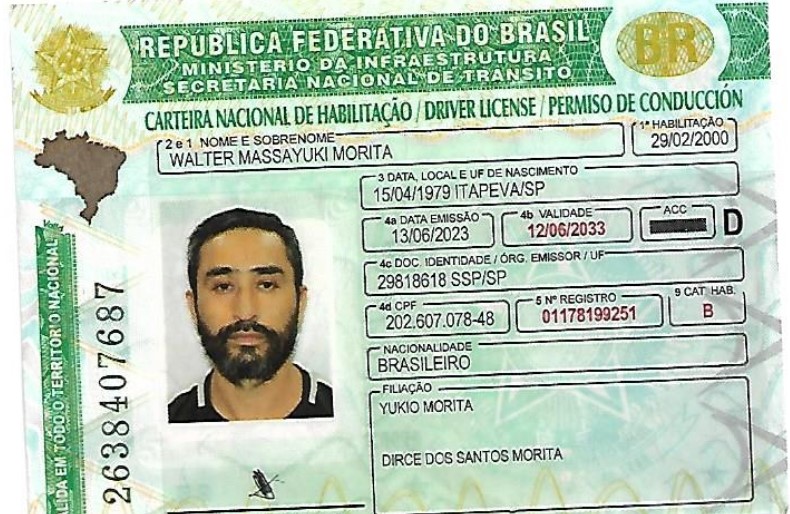 REPÚBLICA FEDERATIVA DO BRASIL
MINISTÉRIO DA INFRAESTRUTURA
SECRETARIA NACIONAL DE TRÂNSITO
BR
CARTEIRA NACIONAL DE HABILITAÇÃO / DRIVER LICENSE / PERMISO DE CONDUCCIÓN
2 e 1 NOME E SOBRENOME
WALTER MASSAYUKI MORITA
1ª HABILITAÇÃO
29/02/2000
3 DATA, LOCAL E UF DE NASCIMENTO
15/04/1979 ITAPEVA/SP
4a DATA EMISSÃO
13/06/2023
4b VALIDADE
12/06/2033
ACC
D
4c DOC. IDENTIDADE / ÓRG. EMISSOR / UF
29818618 SSP/SP
4d CPF
202.607.078-48
5 Nº REGISTRO
01178199251
9 CAT. HAB.
B
NACIONALIDADE
BRASILEIRO
FILIAÇÃO
YUKIO MORITA
DIRCE DOS SANTOS MORITA
EM TODO O TERRITÓRIO NACIONAL
2638407687